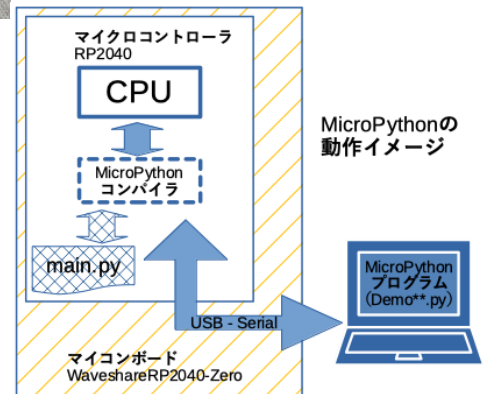 マイクロコントローラ
RP2040
CPU
MicroPython
コンパイラ
main.py
USB - Serial
マイコンボード
WaveshareRP2040-Zero
MicroPythonの
動作イメージ
MicroPython
プログラム
(Demo**.py)